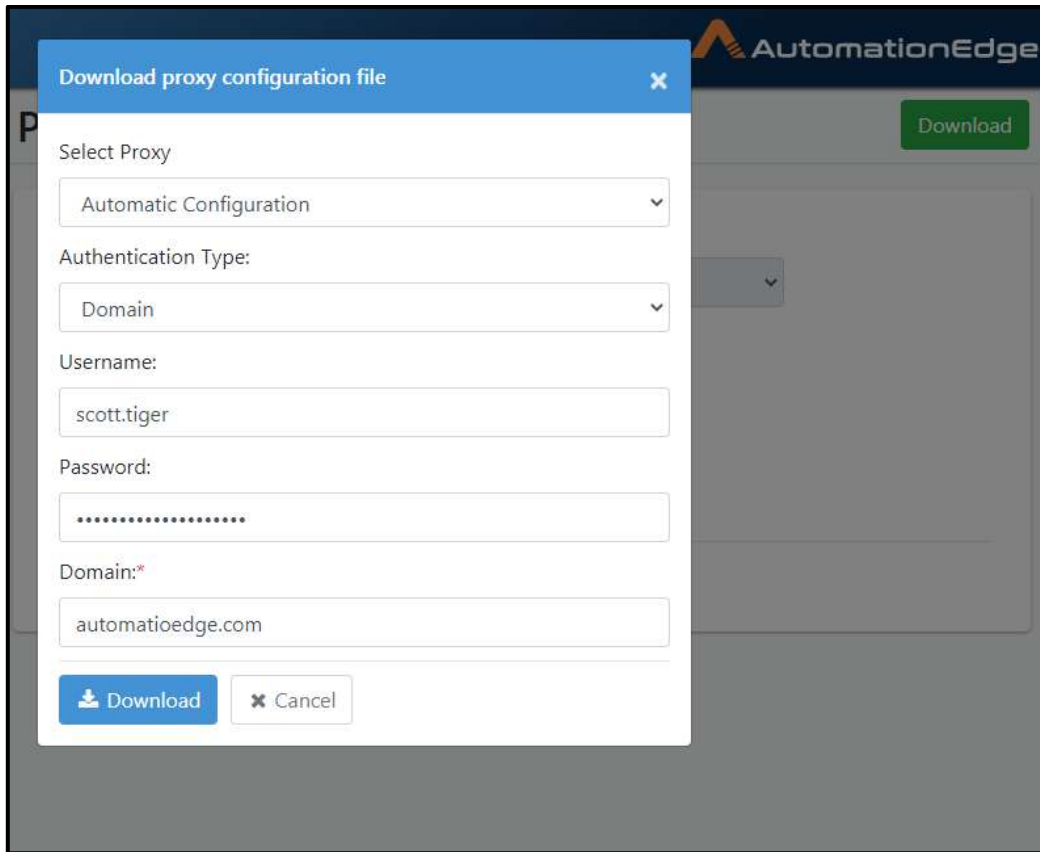 AutomationEdge
Download proxy configuration file
P
Download
Select Proxy
Automatic Configuration
Authentication Type:
Domain
Username:
scott.tiger
Password:
••••••••••••••••••••
Domain:*
automatioedge.com
Download
Cancel